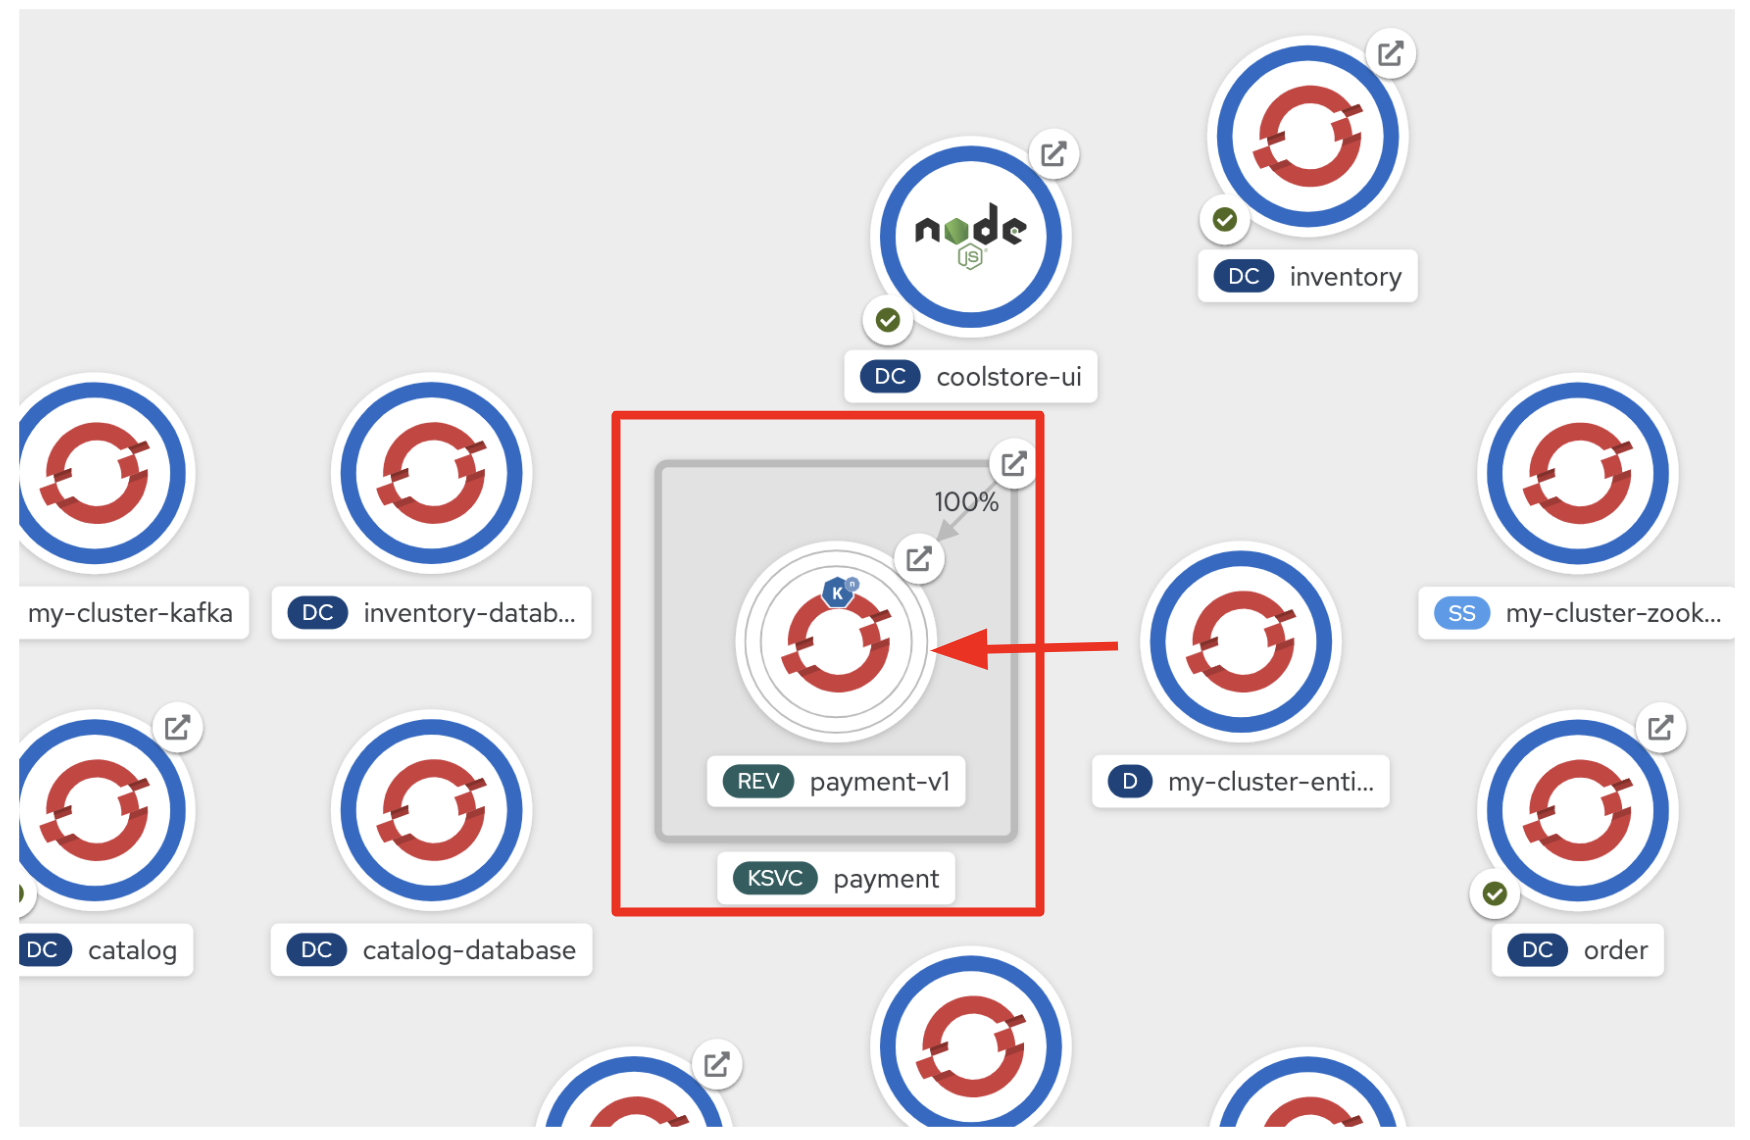 node
JS
DC inventory
DC coolstore-ui
100%
my-cluster-kafka
DC inventory-datab...
K n
SS my-cluster-zook...
REV payment-v1
D my-cluster-enti...
KSVC payment
DC catalog
DC catalog-database
DC order